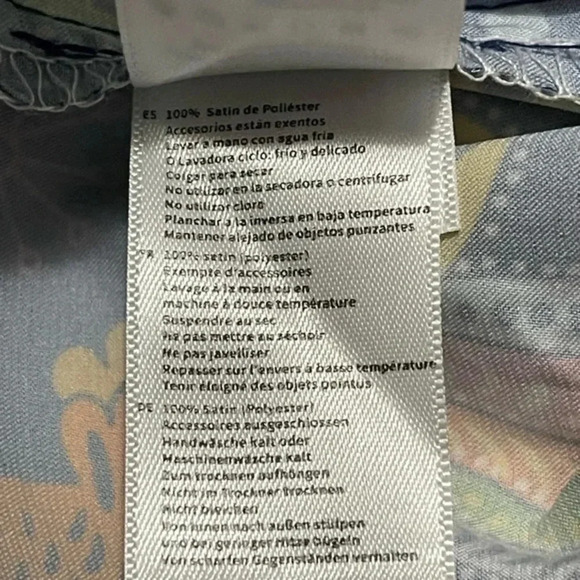 ES 100% Satin de Poliéster
Accesorios están exentos
Lavar a mano con agua fría
O Lavadora ciclo: frío y delicado
Colgar para secar
No utilizar en la secadora o centrifugar
No utilizar cloro
Planchar a la inversa en baja temperatura
Mantener alejado de objetos punzantes
FR 100% satin (polyester)
Exempte d'accessoires
Lavage à la main ou en
machine à douce température
Suspendre au sec
Ne pas mettre au séchoir
Ne pas javelliser
Repasser sur l'envers a basse température
Tenir éloigné des objets pointus
DE 100% Satin (Polyester)
Accessoires ausgeschlossen
Handwäsche kalt oder
Maschinenwäsche kalt
Zum trocknen aufhängen
Nicht im Trockner trocknen
Nicht bleichen
Von innen nach außen stülpen
und bei geringer Hitze bügeln
Von scharfen Gegenständen verhalten